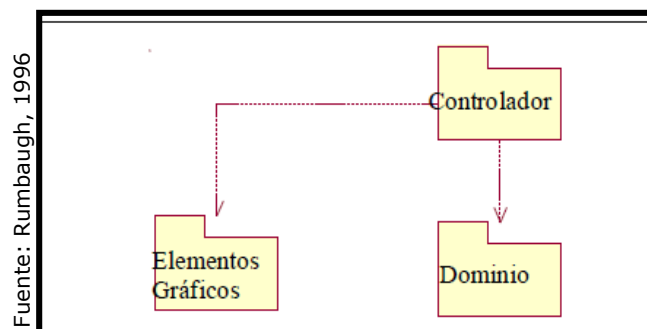 Fuente: Rumbaugh, 1996
Controlador
Elementos
Gráficos
Dominio